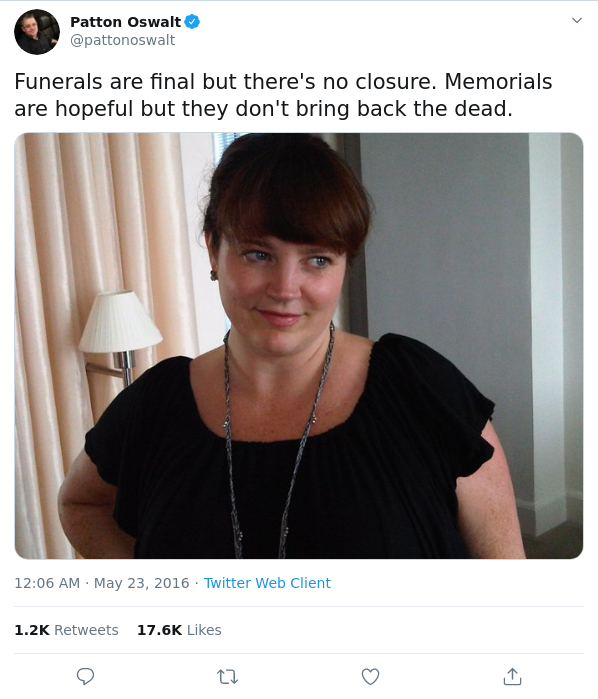 Patton Oswalt
@pattonoswalt
Funerals are final but there's no closure. Memorials
are hopeful but they don't bring back the dead.
12:06 AM · May 23, 2016 · Twitter Web Client
1.2K Retweets 17.6K Likes